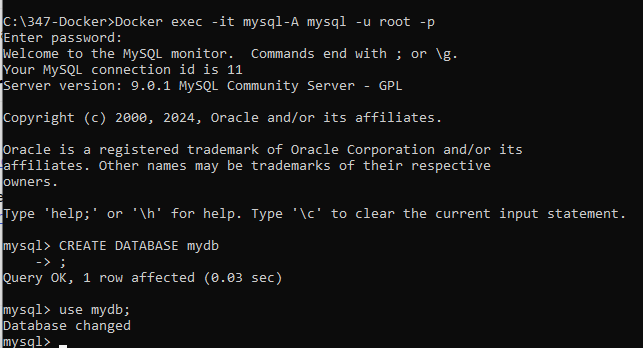 C:\347-Docker>Docker exec -it mysql-A mysql -u root -p
Enter password:
Welcome to the MySQL monitor.  Commands end with ; or \g.
Your MySQL connection id is 11
Server version: 9.0.1 MySQL Community Server - GPL
Copyright (c) 2000, 2024, Oracle and/or its affiliates.
Oracle is a registered trademark of Oracle Corporation and/or its
affiliates. Other names may be trademarks of their respective
owners.
Type 'help;' or '\h' for help. Type '\c' to clear the current input statement.
mysql> CREATE DATABASE mydb
    -> ;
Query OK, 1 row affected (0.03 sec)
mysql> use mydb;
Database changed
mysql>